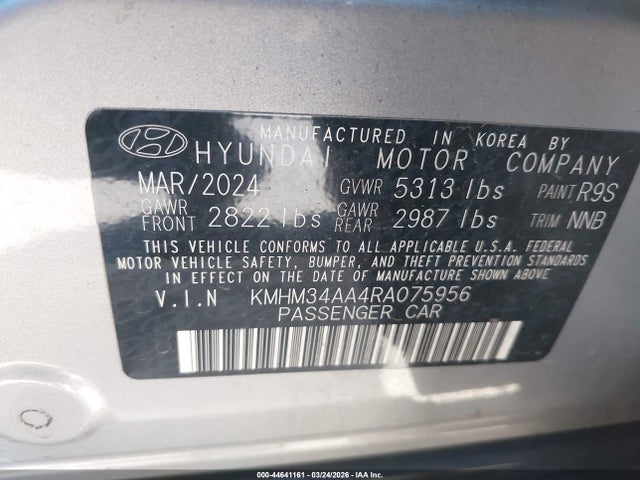 MANUFACTURED IN KOREA BY
HYUNDAI MOTOR COMPANY
MAR/2024 GVWR 5313 lbs PAINT R9S
GAWR FRONT 2822 lbs GAWR REAR 2987 lbs TRIM NNB
THIS VEHICLE CONFORMS TO ALL APPLICABLE U.S.A. FEDERAL
MOTOR VEHICLE SAFETY, BUMPER, AND THEFT PREVENTION STANDARDS
IN EFFECT ON THE DATE OF MANUFACTURE SHOWN ABOVE
V.I.N KMHM34AA4RA075956
PASSENGER CAR
000-44641161 | 03/24/2026 | IAA Inc.